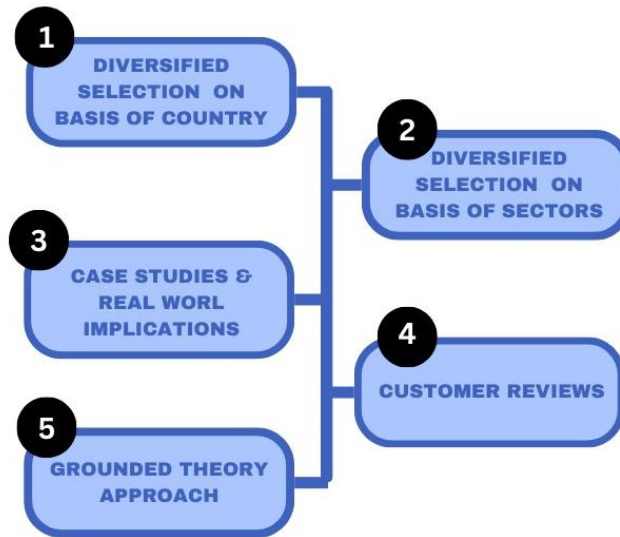 1
DIVERSIFIED
SELECTION ON
BASIS OF COUNTRY
2
DIVERSIFIED
SELECTION ON
BASIS OF SECTORS
3
CASE STUDIES &
REAL WORL
IMPLICATIONS
4
CUSTOMER REVIEWS
5
GROUNDED THEORY
APPROACH